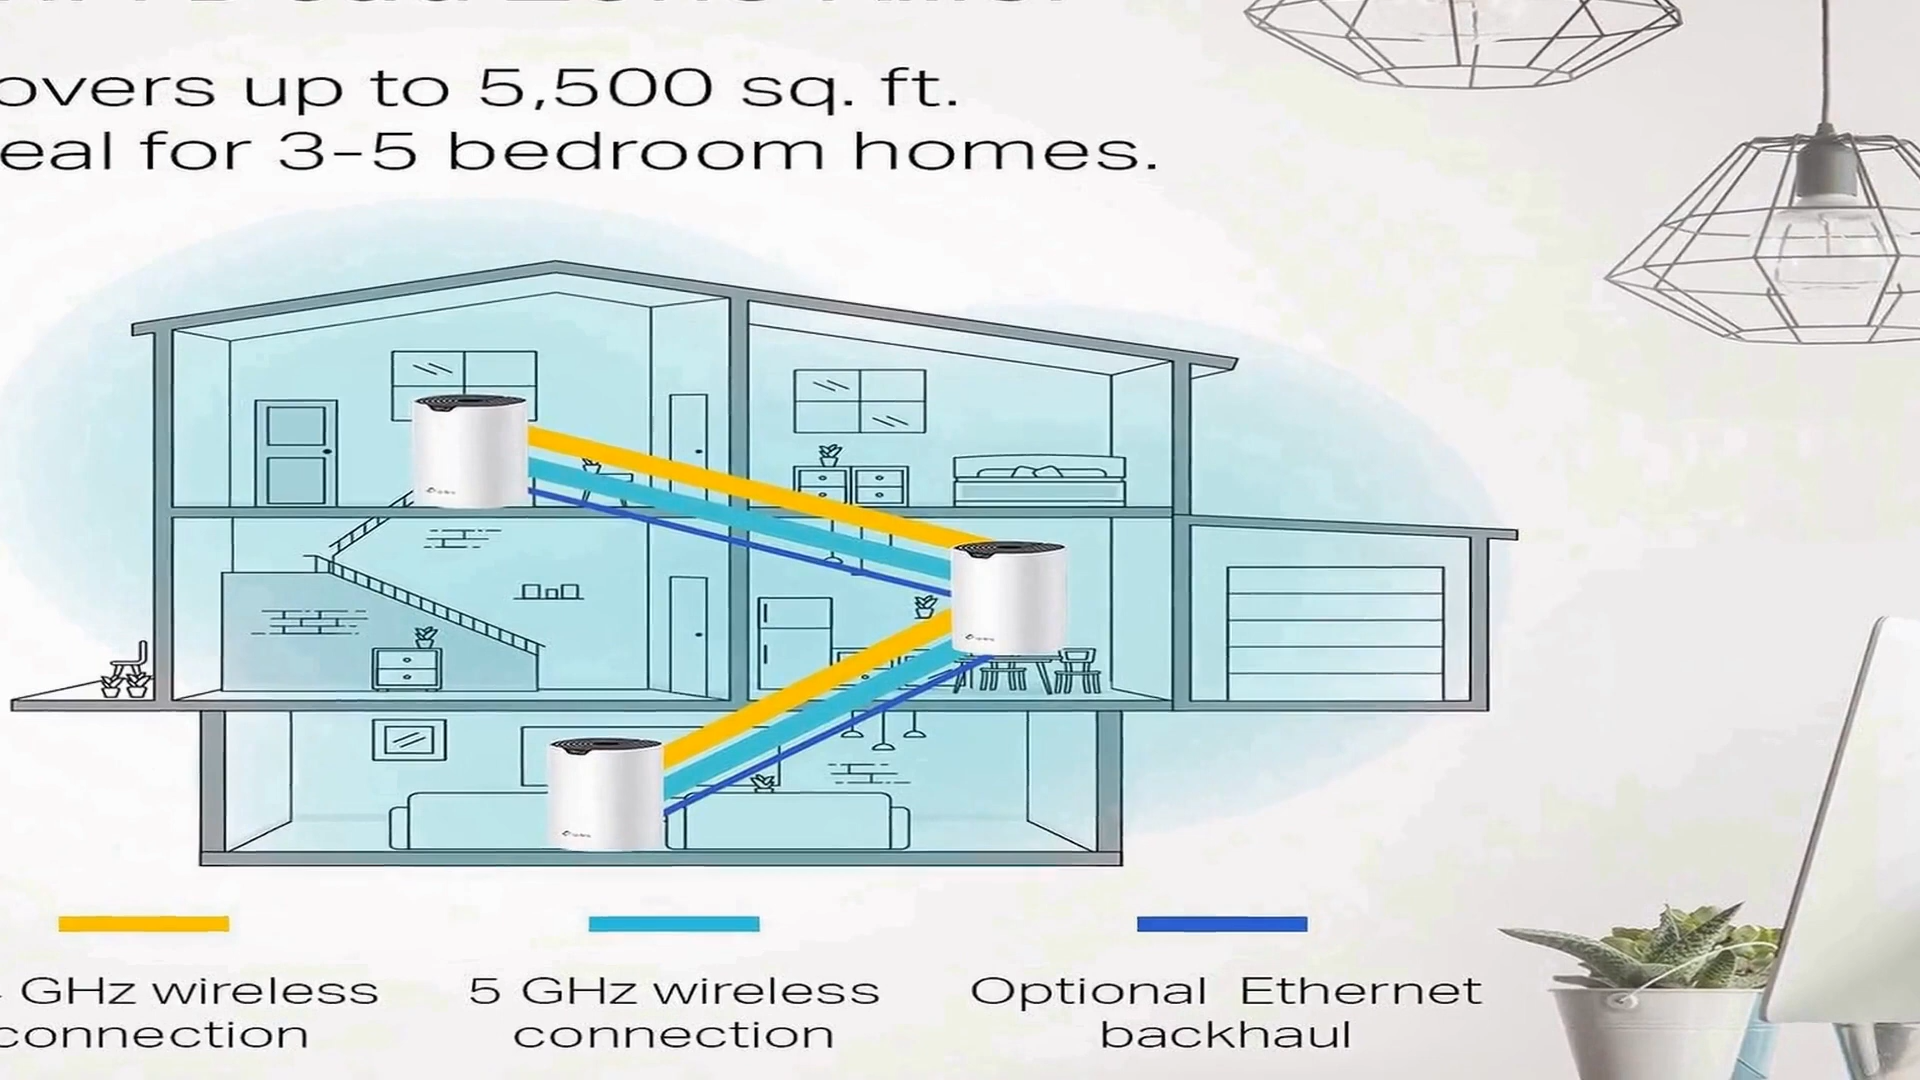 overs up to 5,500 sq. ft.
eal for 3-5 bedroom homes.
GHz wireless
connection
5 GHz wireless
connection
Optional Ethernet
backhaul